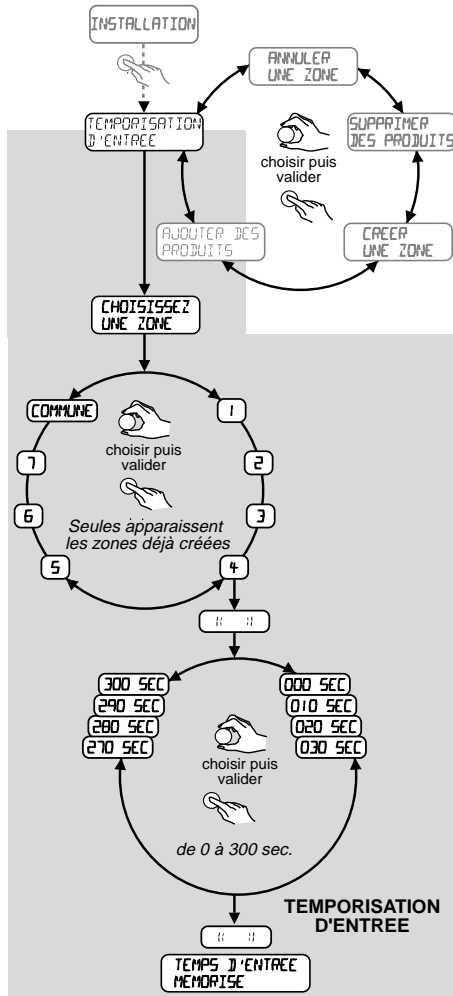 INSTALLATION
ANNULER
UNE ZONE
TEMPORISATION
D'ENTREE
SUPPRIMER
DES PRODUITS
choisir puis
valider
AJOUTER DES
PRODUITS
CREER
UNE ZONE
CHOISISSEZ
UNE ZONE
COMMUNE
1
choisir puis
valider
7
2
6
3
Seules apparaissent
les zones déjà créées
5
4
300 SEC
000 SEC
290 SEC
010 SEC
280 SEC
020 SEC
270 SEC
030 SEC
choisir puis
valider
de 0 à 300 sec.
TEMPORISATION
D'ENTREE
TEMPS D'ENTREE
MEMORISE